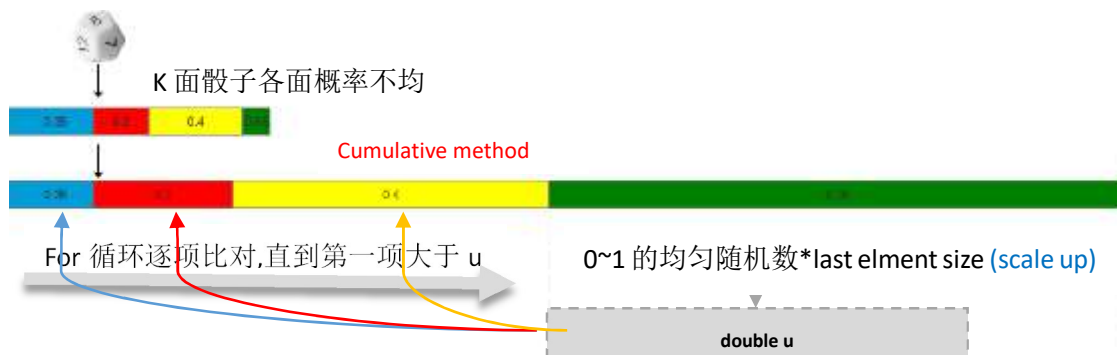 12
K 面骰子各面概率不均
0.4
Cumulative method
For 循环逐项比对,直到第一项大于 u
0~1 的均匀随机数*last elment size (scale up)
double u